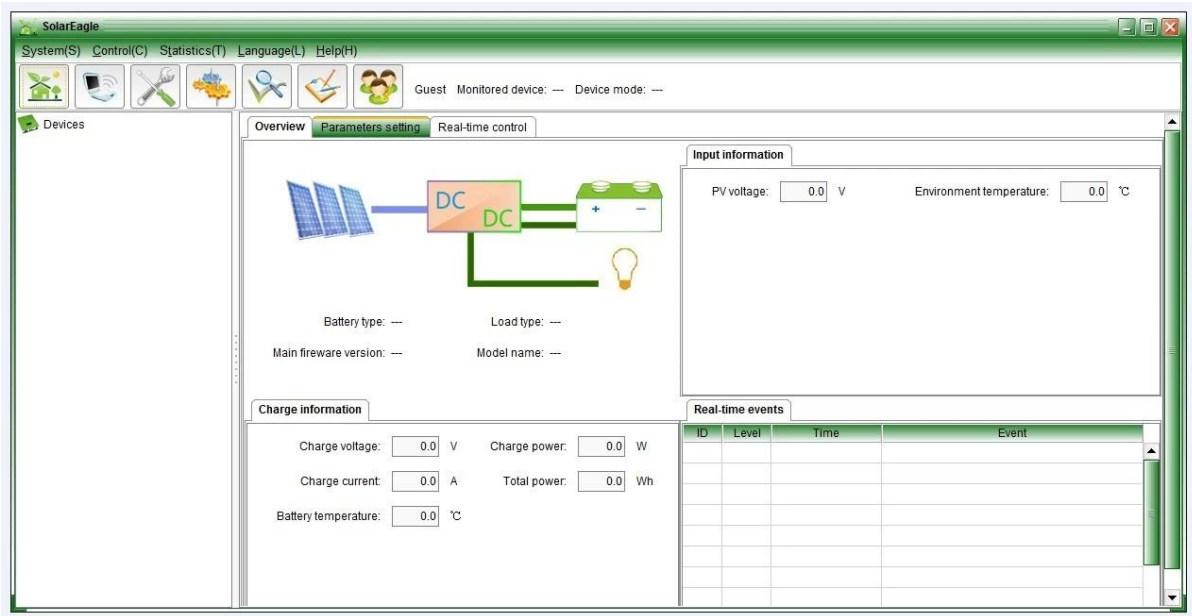 SolarEagle
System(S) Control(C) Statistics(T) Language(L) Help(H)
Guest Monitored device: --- Device mode: ---
Devices
Overview Parameters setting Real-time control
DC
DC
+ −
Battery type: --- Load type: ---
Main fireware version: --- Model name: ---
Input information
PV voltage: 0.0 V Environment temperature: 0.0 ℃
Charge information
Charge voltage: 0.0 V Charge power: 0.0 W
Charge current: 0.0 A Total power: 0.0 Wh
Battery temperature: 0.0 ℃
Real-time events
ID Level Time Event